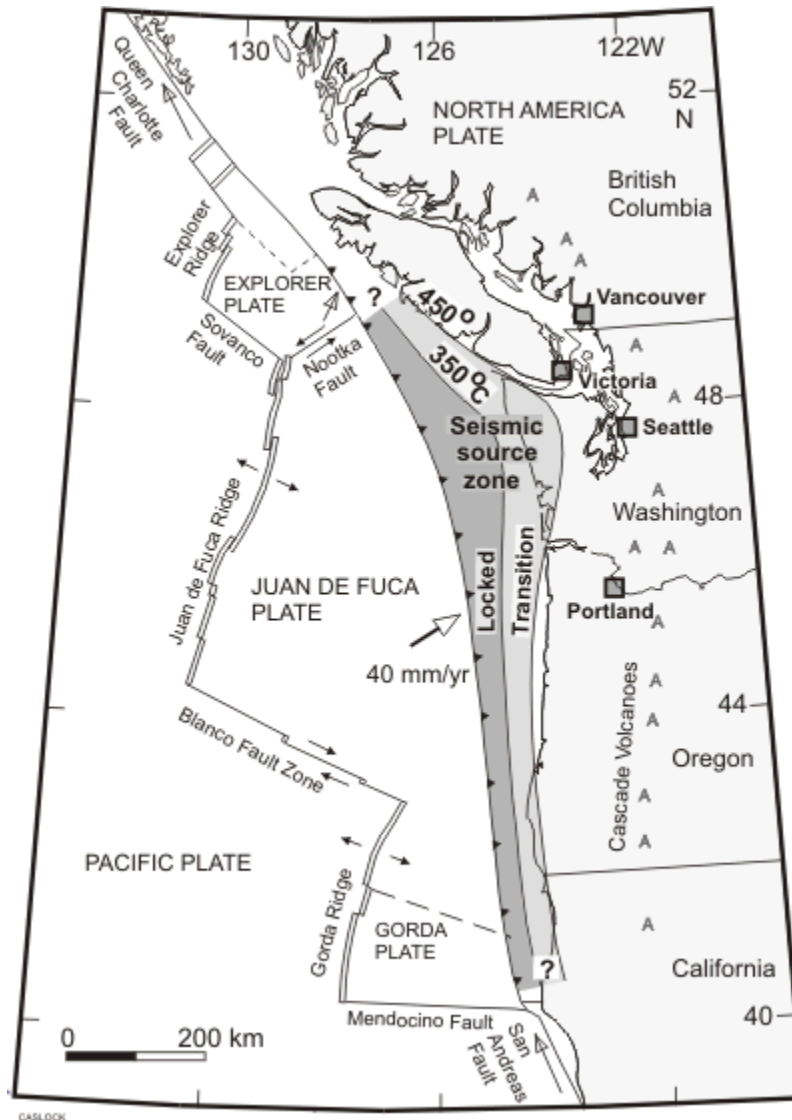 130
126
122W
52
N
Queen
Charlotte
Fault
NORTH AMERICA
PLATE
British
Columbia
A
A
A
Explorer
Ridge
EXPLORER
PLATE
?
450°
Vancouver
Sovanco
Fault
Nootka
Fault
350°C
A
Victoria
A
48
Seismic
source
zone
Seattle
A
Washington
A
A
Juan de Fuca Ridge
JUAN DE FUCA
PLATE
Locked
Transition
Portland
A
40 mm/yr
Cascade Volcanoes
A
A
44
Blanco Fault Zone
Oregon
A
A
PACIFIC PLATE
Gorda Ridge
GORDA
PLATE
A
?
California
0
200 km
Mendocino Fault
San
Andreas
Fault
40
CASLOCK